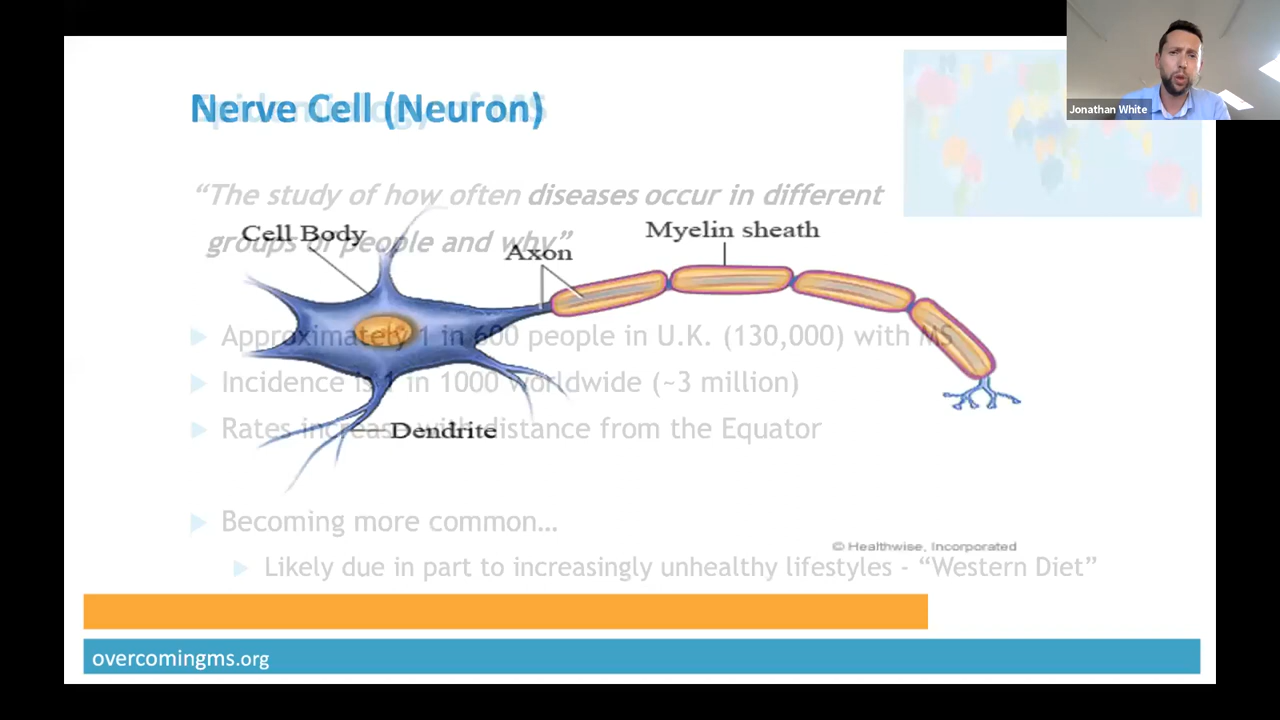 Nerve Cell (Neuron)
Epidemiology of MS
Jonathan White
“The study of how often diseases occur in different
groups of people and why”
Cell Body
Axon
Myelin sheath
Approximately 1 in 600 people in U.K. (130,000) with MS
Incidence is 1 in 1000 worldwide (~3 million)
Rates increase with distance from the Equator
Dendrite
Becoming more common…
© Healthwise, Incorporated
Likely due in part to increasingly unhealthy lifestyles - “Western Diet”
overcomingms.org